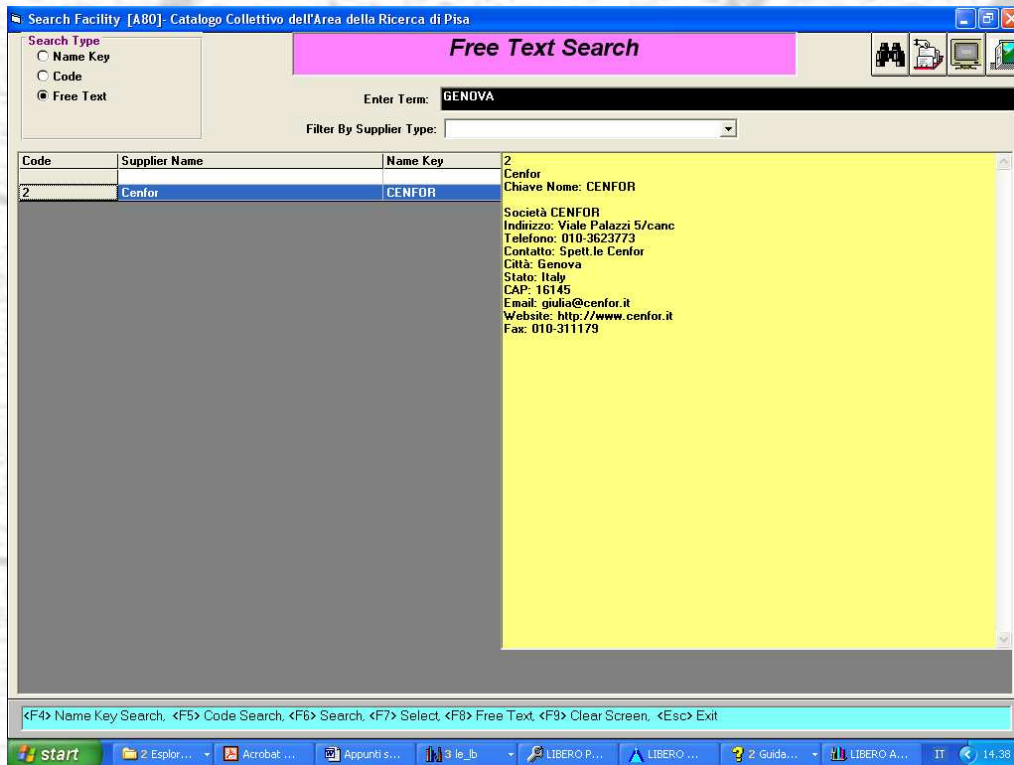 Search Facility [A80]- Catalogo Collettivo dell'Area della Ricerca di Pisa
Search Type
Name Key
Code
Free Text
Free Text Search
Enter Term: GENOVA
Filter By Supplier Type:
Code Supplier Name Name Key
2 Cenfor CENFOR
2
Cenfor
Chiave Nome: CENFOR
Società CENFOR
Indirizzo: Viale Palazzi 5/canc
Telefono: 010-3623773
Contatto: Spett.le Cenfor
Città: Genova
Stato: Italy
CAP: 16145
Email: giulia@cenfor.it
Website: http://www.cenfor.it
Fax: 010-311179
<F4> Name Key Search, <F5> Code Search, <F6> Search, <F7> Select, <F8> Free Text, <F9> Clear Screen, <Esc> Exit
start 2 Esplor... Acrobat ... Appunti s... 3 le_lb LIBERO P... LIBERO ... 2 Guida... LIBERO A... IT 14.38